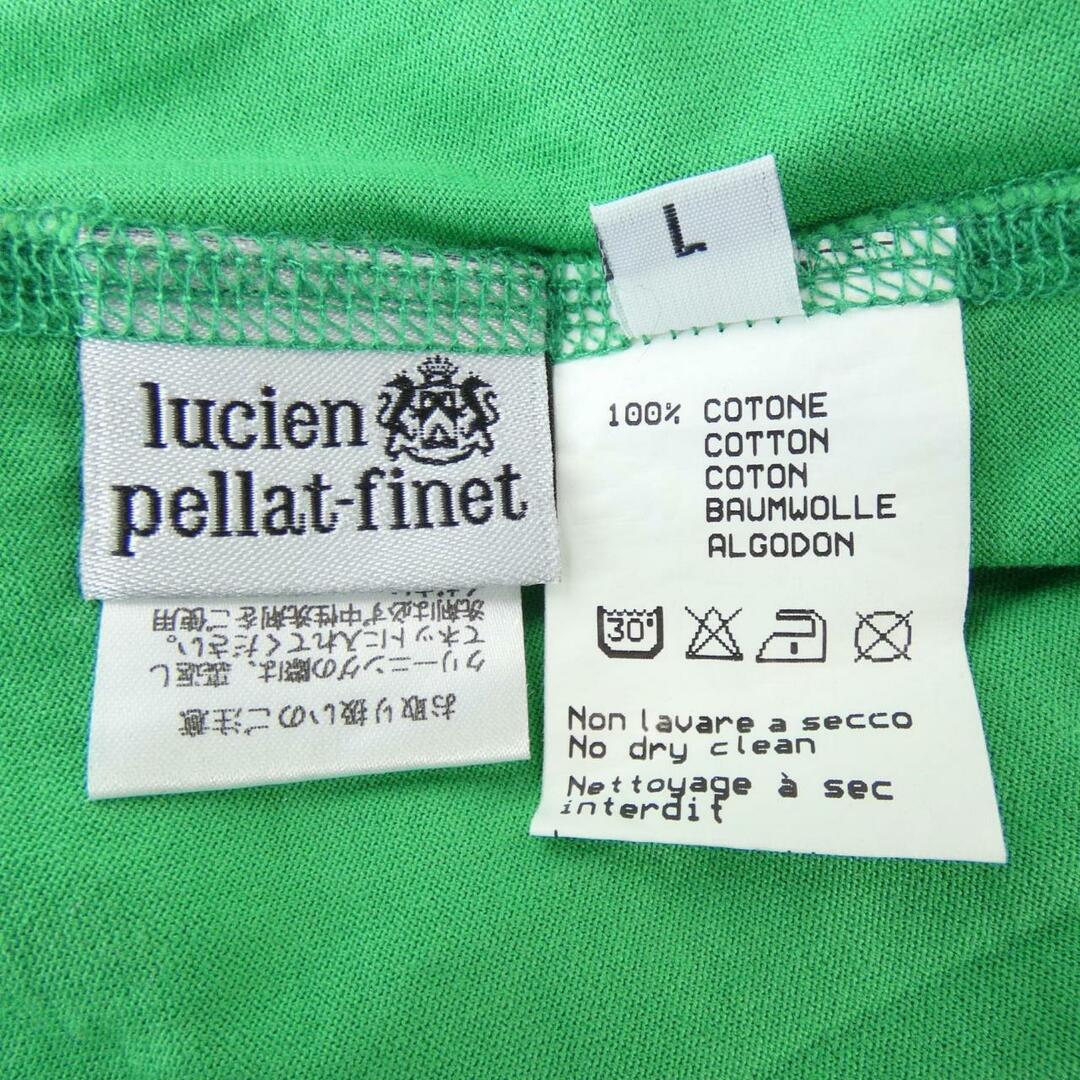 L
lucien
pellat-finet
100% COTONE
COTTON
COTON
BAUMWOLLE
ALGODON
30°
Non lavare a secco
No dry clean
Nettoyage à sec
interdit
お取り扱いのご注意
クリーニングの際は、裏返し
てネットに入れてください。
洗剤は必ず中性洗剤をご使用